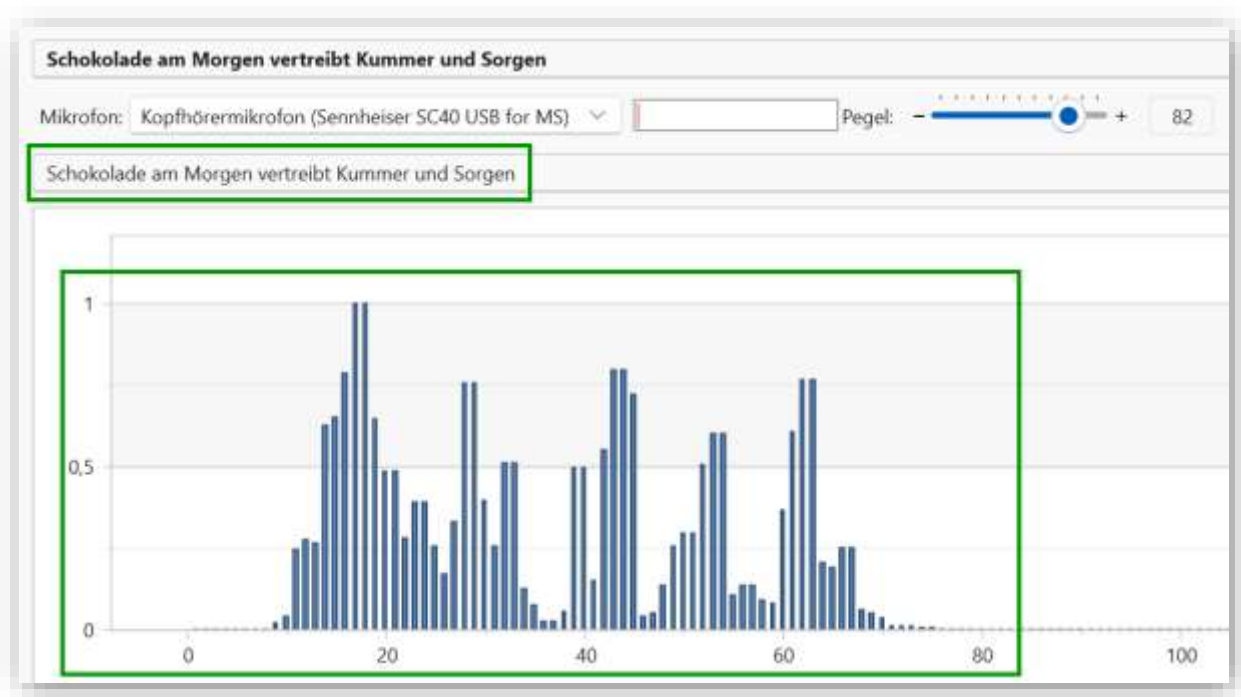 Schokolade am Morgen vertreibt Kummer und Sorgen
Mikrofon: Kopfhörermikrofon (Sennheiser SC40 USB for MS) Pegel: - + 82
Schokolade am Morgen vertreibt Kummer und Sorgen
1
0,5
0
0 20 40 60 80 100